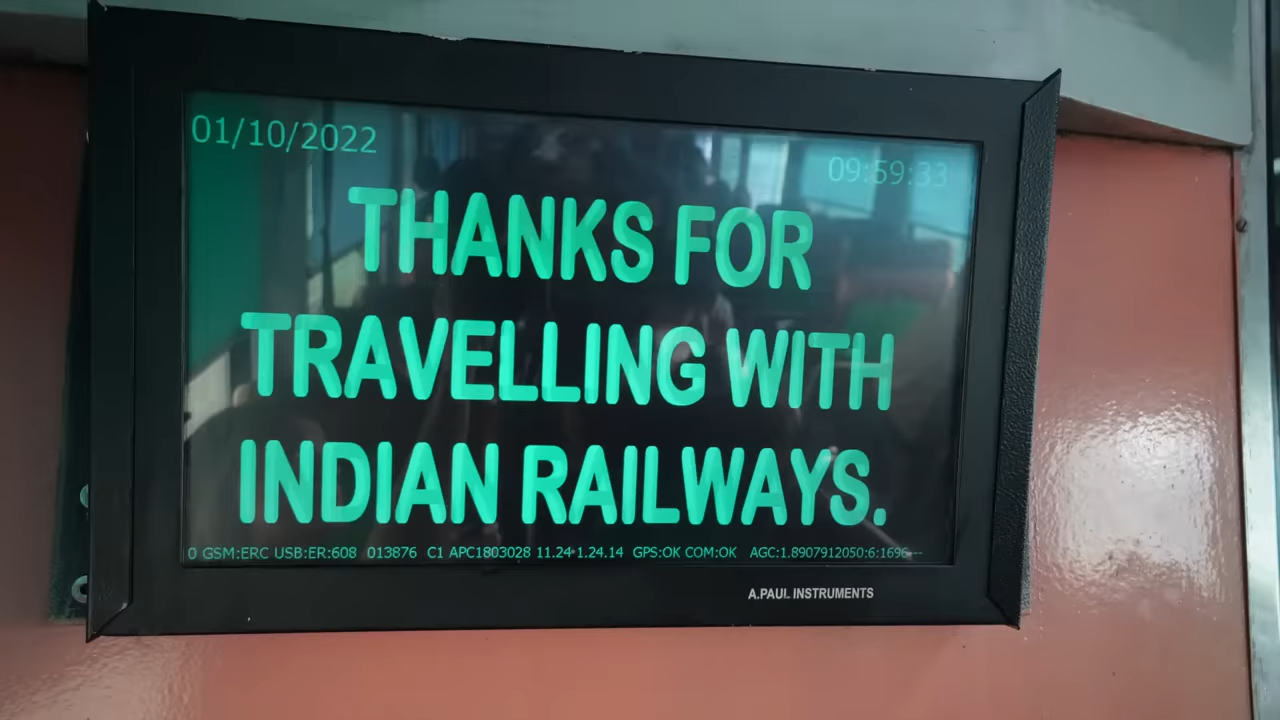 01/10/2022
09:59:33
THANKS FOR
TRAVELLING WITH
INDIAN RAILWAYS.
0 GSM:ERC USB:ER:608 013876 C1 APC1803028 11.24*1.24.14 GPS:OK COM:OK AGC:1.8907912050:6:1696---
A.PAUL INSTRUMENTS